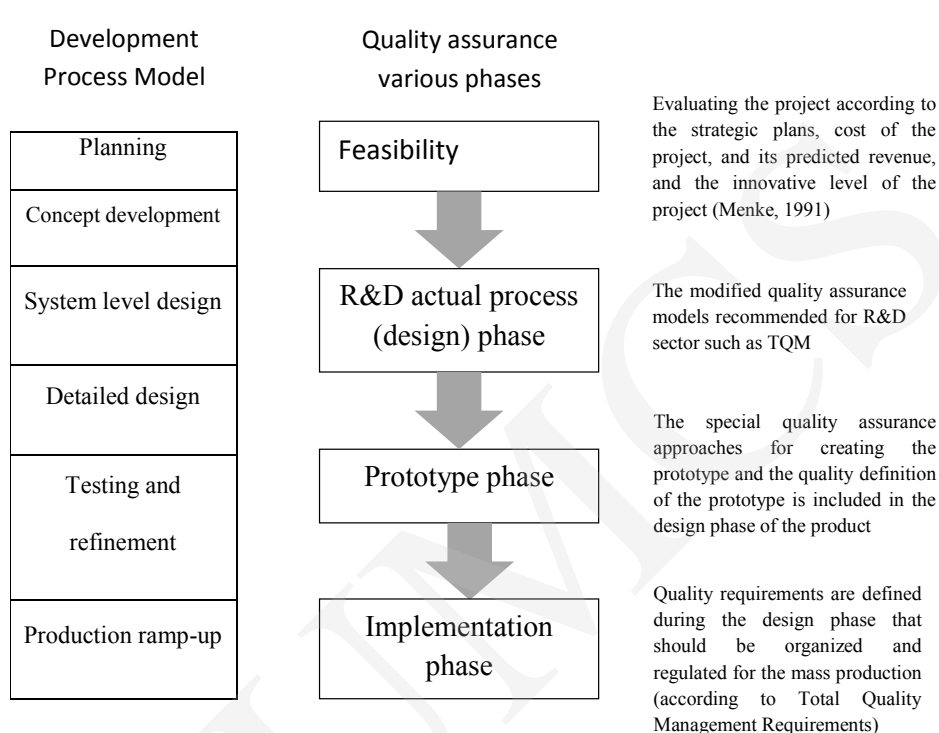 Development
Process Model
Planning
Concept development
System level design
Detailed design
Testing and
refinement
Production ramp-up
Quality assurance
various phases
Feasibility
R&D actual process
(design) phase
Prototype phase
Implementation
phase
Evaluating the project according to
the strategic plans, cost of the
project, and its predicted revenue,
and the innovative level of the
project (Menke, 1991)
The modified quality assurance
models recommended for R&D
sector such as TQM
The special quality assurance
approaches for creating the
prototype and the quality definition
of the prototype is included in the
design phase of the product
Quality requirements are defined
during the design phase that
should be organized and
regulated for the mass production
(according to Total Quality
Management Requirements)
UMCS